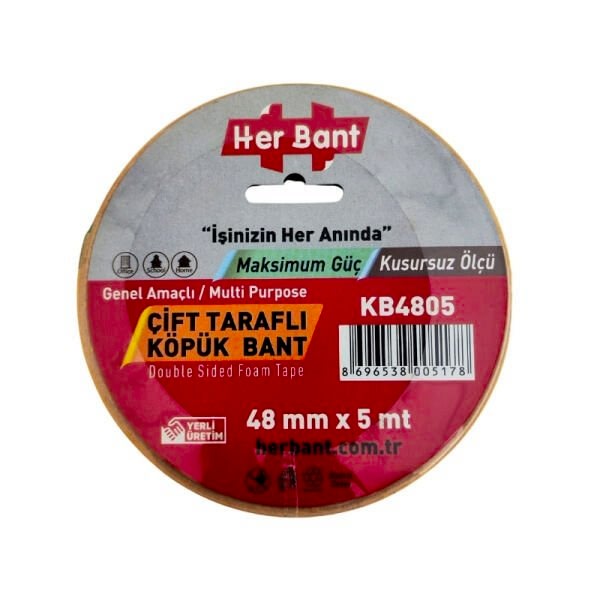 Her Bant
"İşinizin Her Anında"
Office School Home
Maksimum Güç Kusursuz Ölçü
Genel Amaçlı / Multi Purpose
KB4805
ÇİFT TARAFLI
KÖPÜK BANT
Double Sided Foam Tape
8 696538 005178
YERLİ
ÜRETİM
48 mm x 5 mt
herbant.com.tr